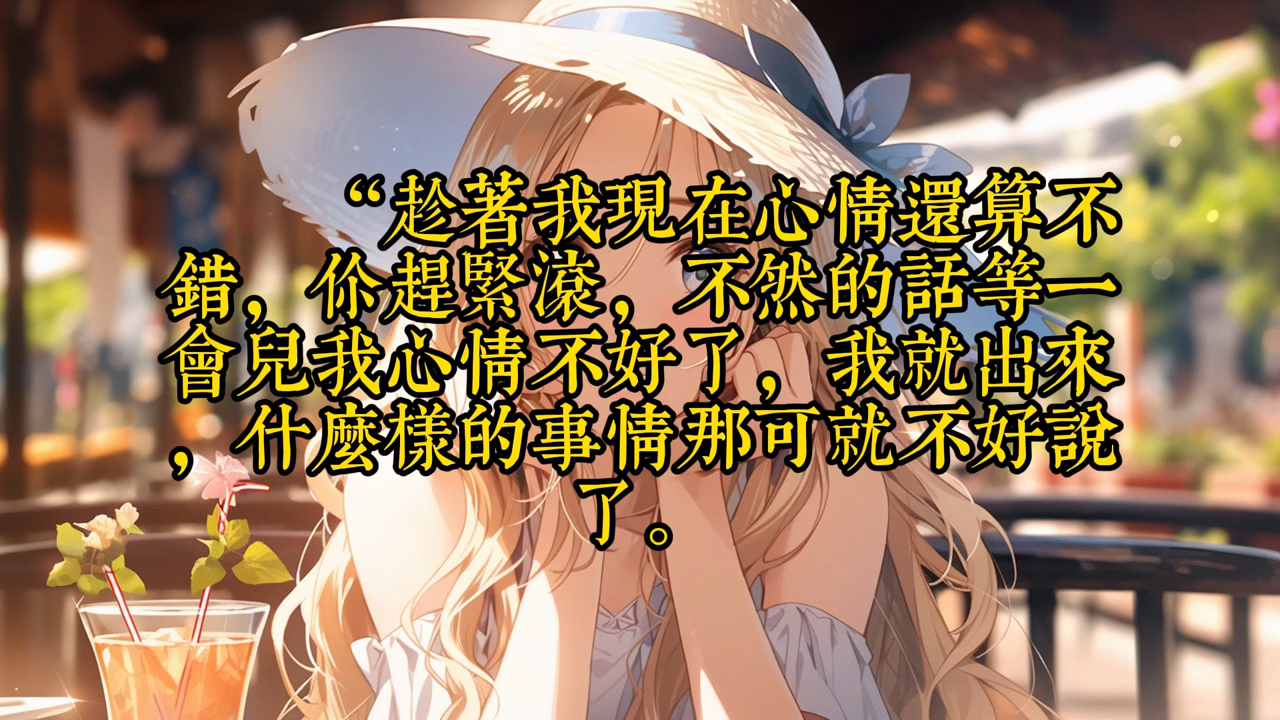 “趁著我現在心情還算不
錯，你趕緊滾，不然的話等一
會兒我心情不好了，我就出來
，什麼樣的事情那可就不好說
了。